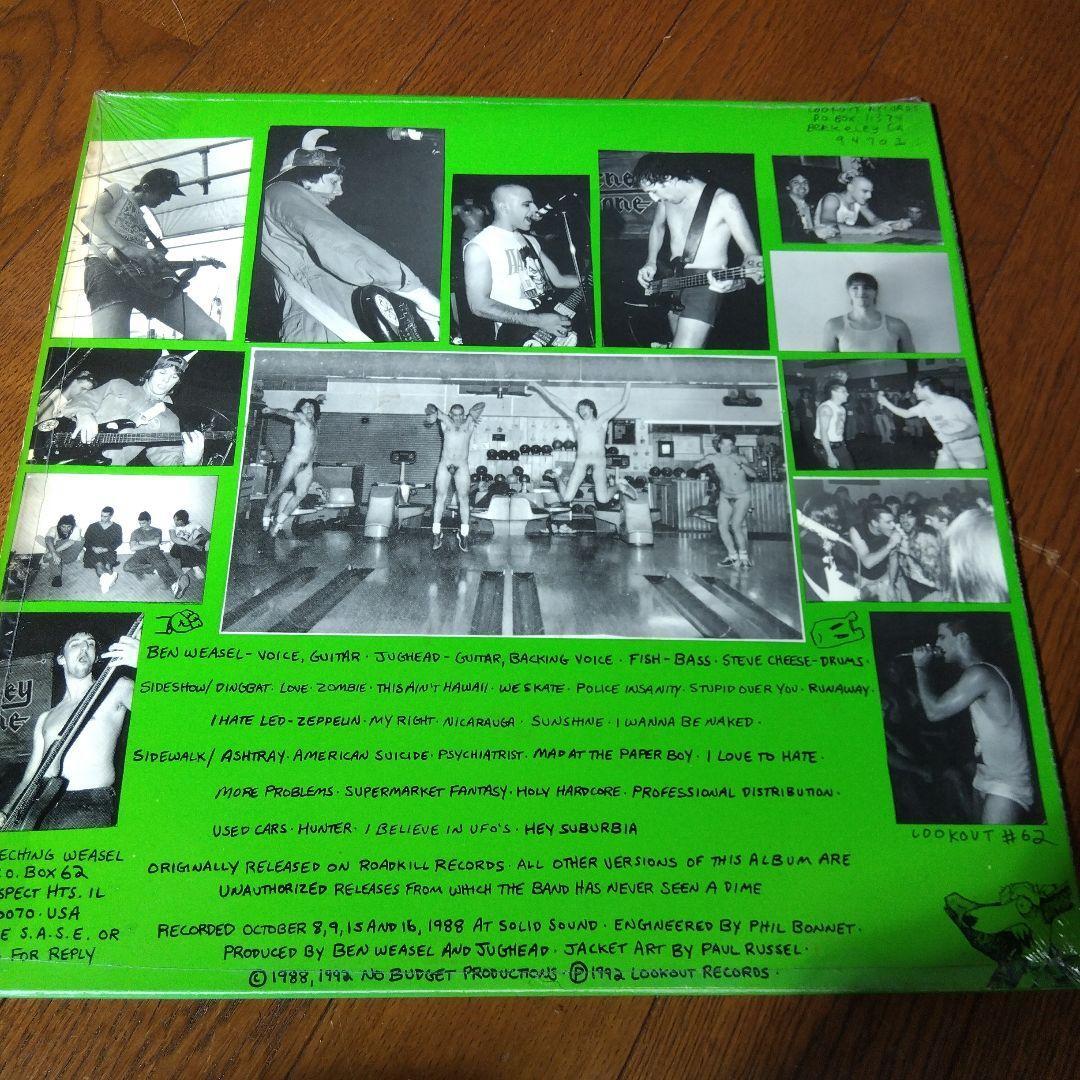 LOOKOUT RECORDS
P.O. BOX 11374
BERKELEY CA.
94701
BEN WEASEL - VOICE, GUITAR · JUGHEAD - GUITAR, BACKING VOICE · FISH - BASS · STEVE CHEESE - DRUMS ·
SIDESHOW/ DINGBAT · LOVE · ZOMBIE · THIS AIN'T HAWAII · WE SKATE · POLICE INSANITY · STUPID OVER YOU · RUNAWAY ·
I HATE LED-ZEPPELIN · MY RIGHT · NICARAUGA · SUNSHINE · I WANNA BE NAKED ·
SIDEWALK/ ASHTRAY · AMERICAN SUICIDE · PSYCHIATRIST · MAD AT THE PAPER BOY · I LOVE TO HATE ·
MORE PROBLEMS · SUPERMARKET FANTASY · HOLY HARDCORE · PROFESSIONAL DISTRIBUTION ·
USED CARS · HUNTER · I BELIEVE IN UFO'S · HEY SUBURBIA
LOOKOUT #62
ORIGINALLY RELEASED ON ROADKILL RECORDS · ALL OTHER VERSIONS OF THIS ALBUM ARE
UNAUTHORIZED RELEASES FROM WHICH THE BAND HAS NEVER SEEN A DIME
RECORDED OCTOBER 8, 9, 15 AND 16, 1988 AT SOLID SOUND · ENGINEERED BY PHIL BONNET ·
PRODUCED BY BEN WEASEL AND JUGHEAD · JACKET ART BY PAUL RUSSEL ·
© 1988, 1992 NO BUDGET PRODUCTIONS · ℗ 1992 LOOKOUT RECORDS ·
ECHING WEASEL
.O. BOX 62
SPECT HTS. IL
0070 · USA
E S.A.S.E. OR
FOR REPLY